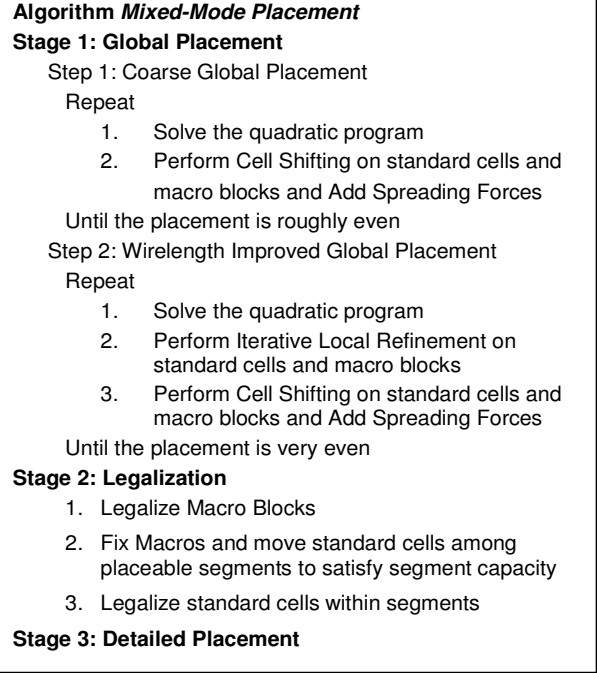 Algorithm Mixed-Mode Placement
Stage 1: Global Placement
Step 1: Coarse Global Placement
Repeat
1. Solve the quadratic program
2. Perform Cell Shifting on standard cells and
macro blocks and Add Spreading Forces
Until the placement is roughly even
Step 2: Wirelength Improved Global Placement
Repeat
1. Solve the quadratic program
2. Perform Iterative Local Refinement on
standard cells and macro blocks
3. Perform Cell Shifting on standard cells and
macro blocks and Add Spreading Forces
Until the placement is very even
Stage 2: Legalization
1. Legalize Macro Blocks
2. Fix Macros and move standard cells among
placeable segments to satisfy segment capacity
3. Legalize standard cells within segments
Stage 3: Detailed Placement